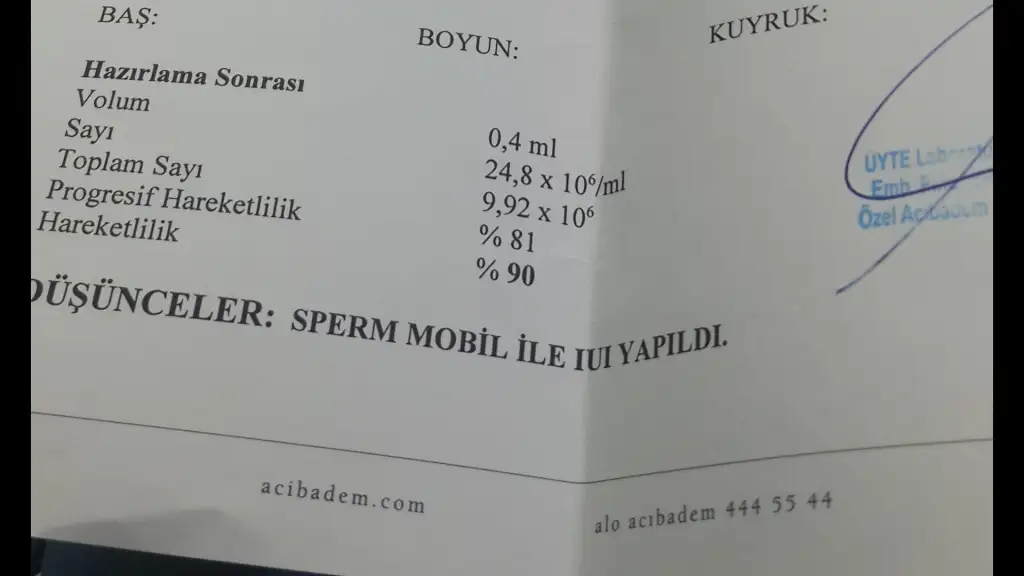 BAŞ:
BOYUN:
KUYRUK:
Hazırlama Sonrası
Volum 0,4 ml
Sayı 24,8 x 10⁶/ml
Toplam Sayı 9,92 x 10⁶
Progresif Hareketlilik % 81
Hareketlilik % 90
DÜŞÜNCELER: SPERM MOBİL İLE IUI YAPILDI.
ÜYTE
Emb.
Özel Acıbadem
acibadem.com
alo acıbadem 444 55 44